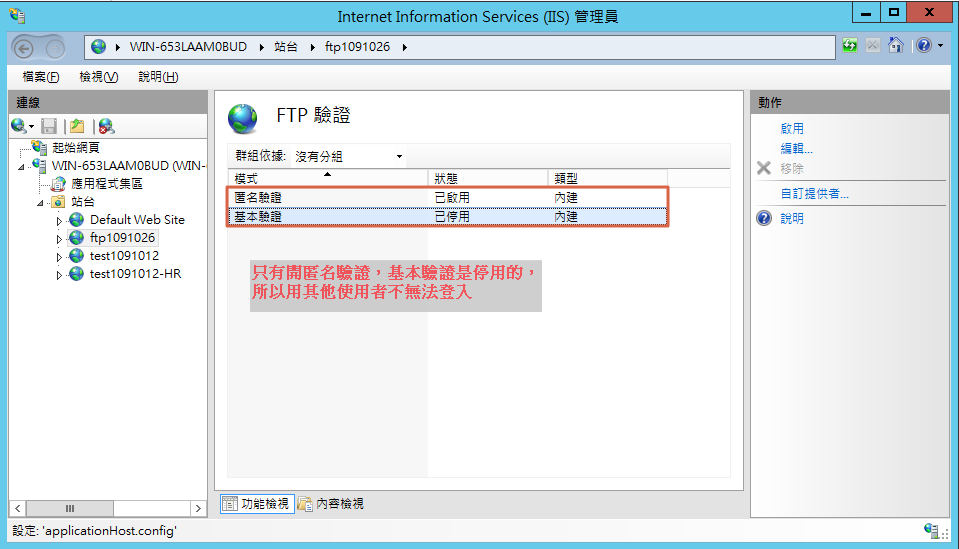 Internet Information Services (IIS) 管理員
WIN-653LAAM0BUD
站台
ftp1091026
檔案(F)
檢視(V)
說明(H)
連線
起始網頁
WIN-653LAAM0BUD (WIN-
應用程式集區
站台
Default Web Site
ftp1091026
test1091012
test1091012-HR
FTP 驗證
群組依據: 沒有分組
模式 狀態 類型
匿名驗證 已啟用 內建
基本驗證 已停用 內建
只有開匿名驗證，基本驗證是停用的，
所以用其他使用者不無法登入
功能檢視
內容檢視
動作
啟用
編輯...
移除
自訂提供者...
說明
設定: 'applicationHost.config'